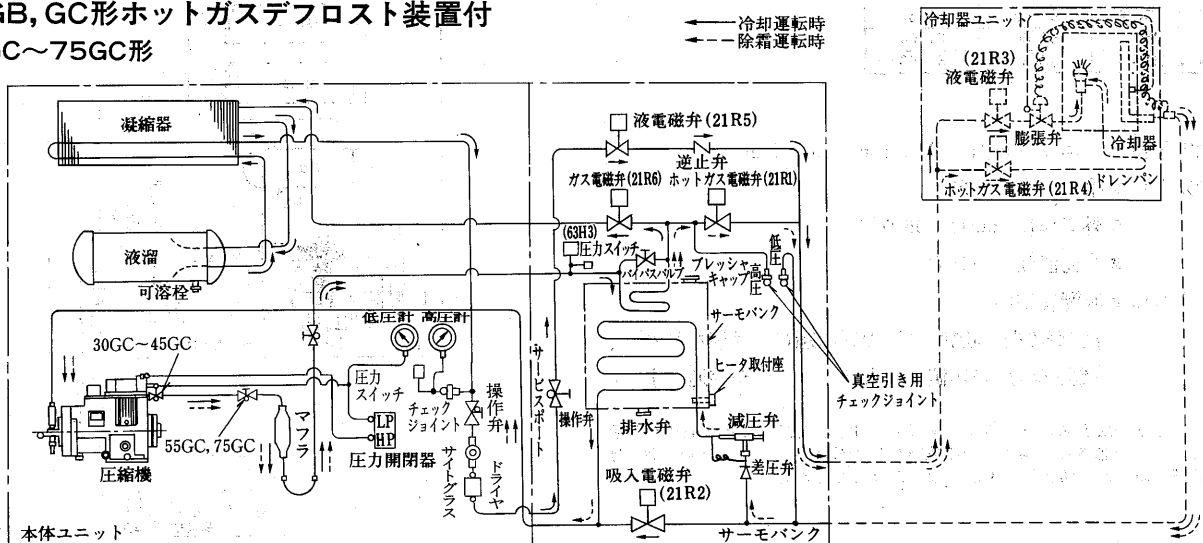 GB, GC形ホットガスデフロスト装置付
GC～75GC形
冷却運転時
除霜運転時
冷却器ユニット
(21R3)
液電磁弁
膨張弁
冷却器
ホットガス電磁弁(21R4)
ドレンパン
凝縮器
液電磁弁(21R5)
逆止弁
ガス電磁弁(21R6)
ホットガス電磁弁(21R1)
(63H3)
圧力スイッチ
バイパスバルブ
プレッシャ
キャップ
高圧
低圧
液溜
可溶栓
サーモバンク
ヒータ取付座
真空引き用
チェックジョイント
低圧計
高圧計
30GC～45GC
圧力
スイッチ
チェック
ジョイント
操作弁
サービスポート
操作弁
排水弁
減圧弁
差圧弁
LP
HP
圧力開閉器
マフラ
55GC, 75GC
圧縮機
サイトグラス
ドライヤ
吸入電磁弁
(21R2)
本体ユニット
サーモバンク